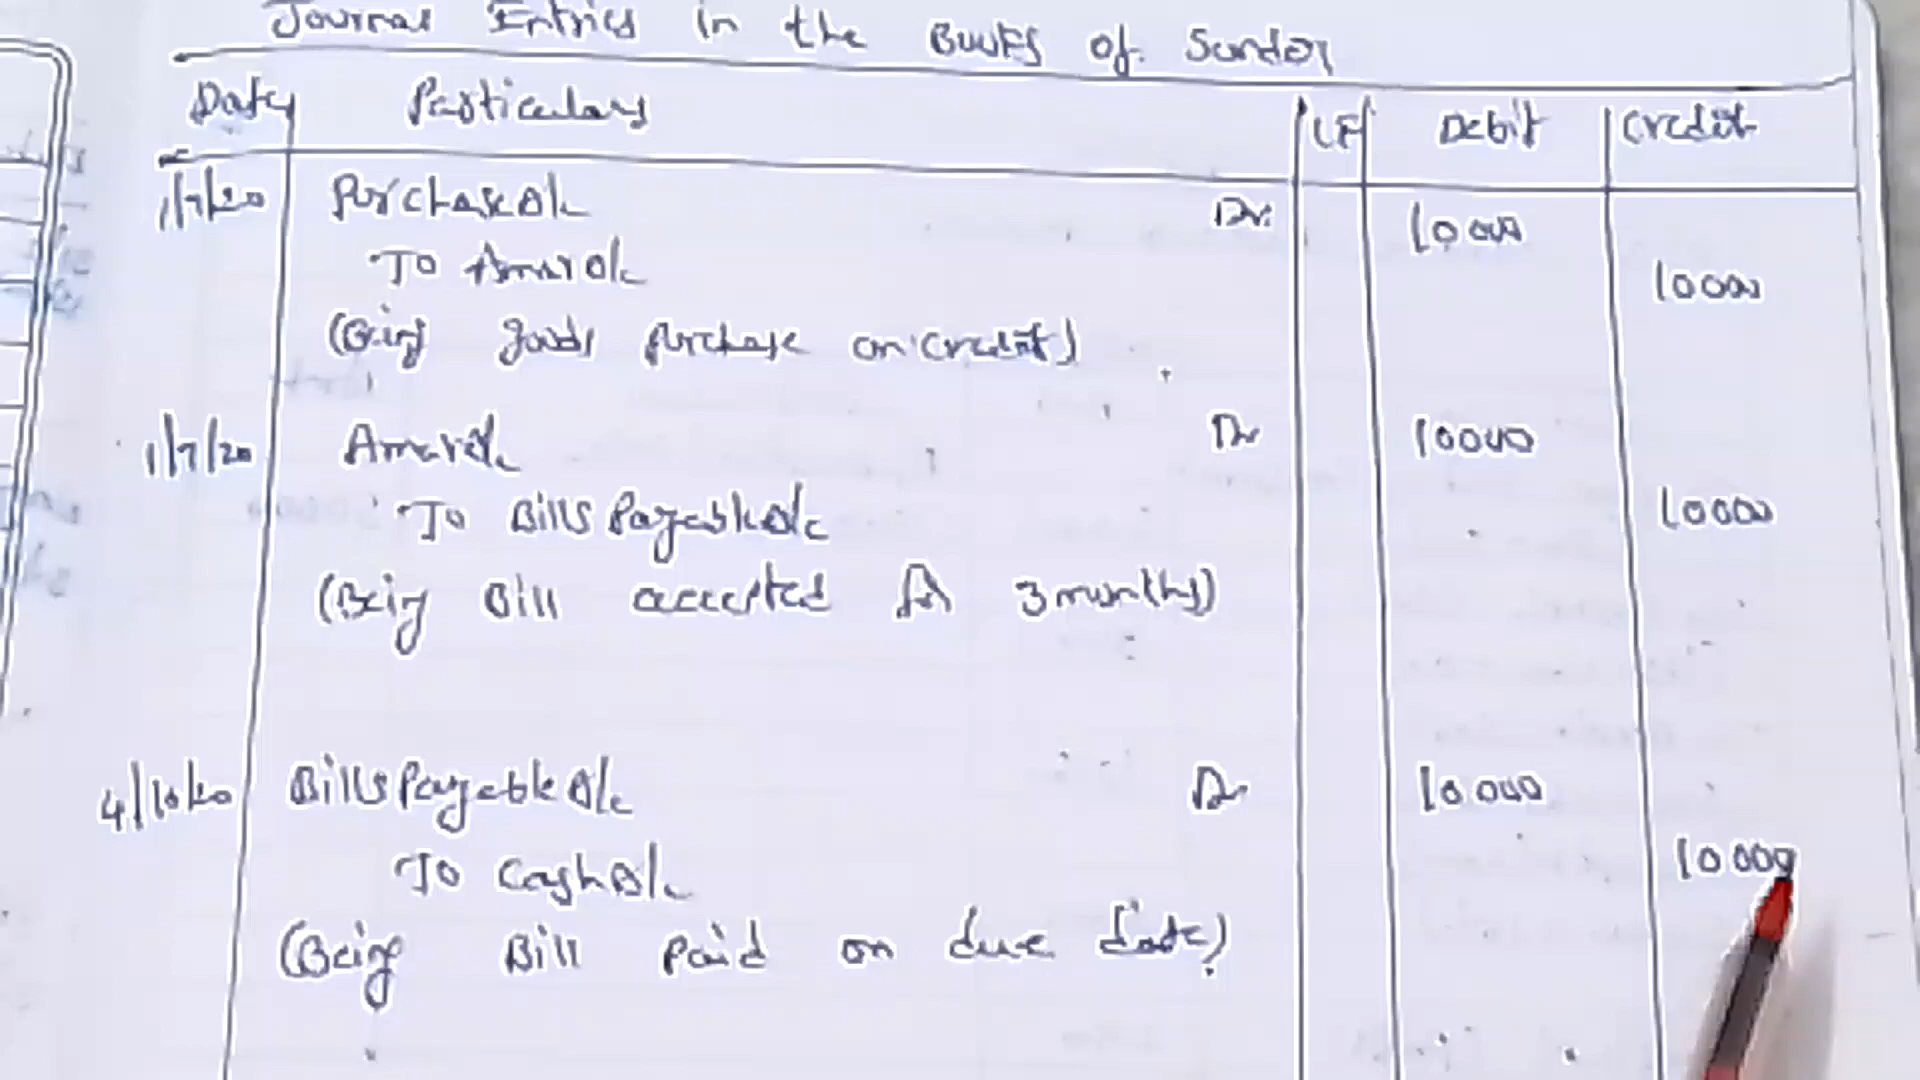 Journal Entries in the Books of Sundar
Date Particulars LF Debit Credit
1/7/20 Purchase A/c Dr. 10000
To Amar A/c 10000
(Being goods purchase on credit)
1/7/20 Amar A/c Dr 10000
To Bills Payable A/c 10000
(Being Bill accepted for 3 months)
4/10/20 Bills Payable A/c Dr 10000
To Cash A/c 10000
(Being Bill paid on due date)